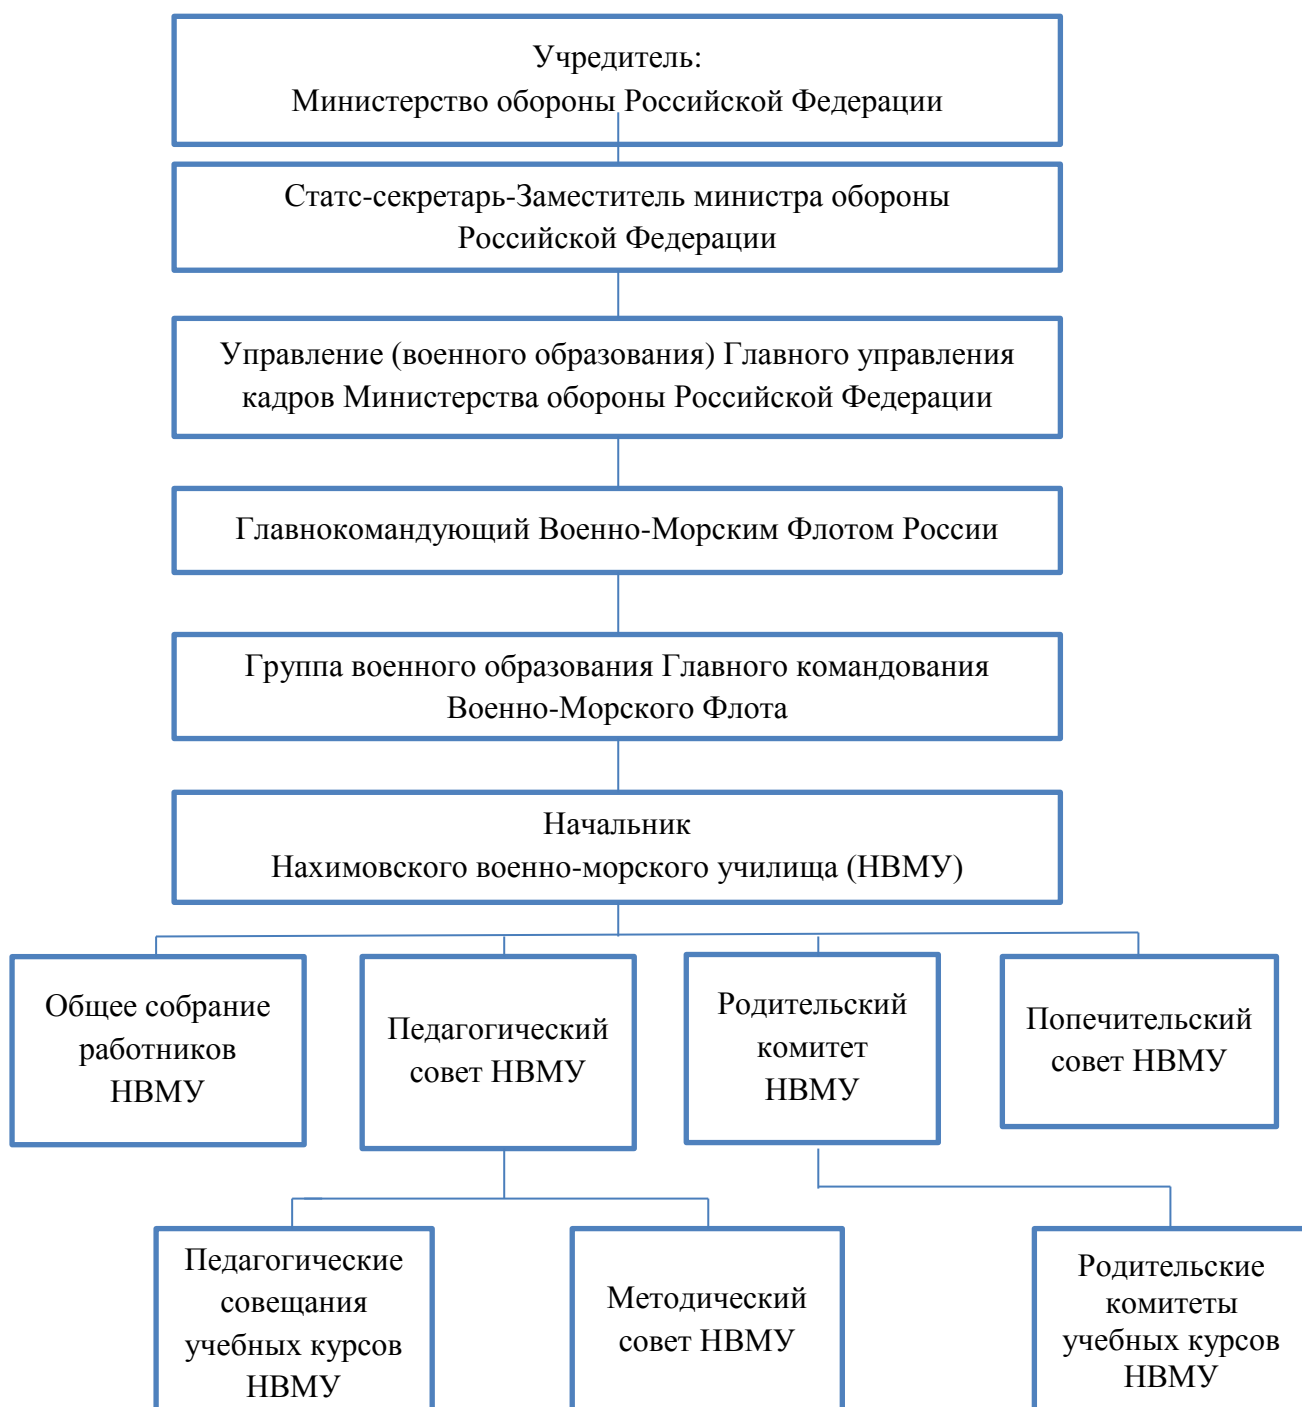 Учредитель:
Министерство обороны Российской Федерации
Статс-секретарь-Заместитель министра обороны
Российской Федерации
Управление (военного образования) Главного управления
кадров Министерства обороны Российской Федерации
Главнокомандующий Военно-Морским Флотом России
Группа военного образования Главного командования
Военно-Морского Флота
Начальник
Нахимовского военно-морского училища (НВМУ)
Общее собрание
работников
НВМУ
Педагогический
совет НВМУ
Родительский
комитет
НВМУ
Попечительский
совет НВМУ
Педагогические
совещания
учебных курсов
НВМУ
Методический
совет НВМУ
Родительские
комитеты
учебных курсов
НВМУ